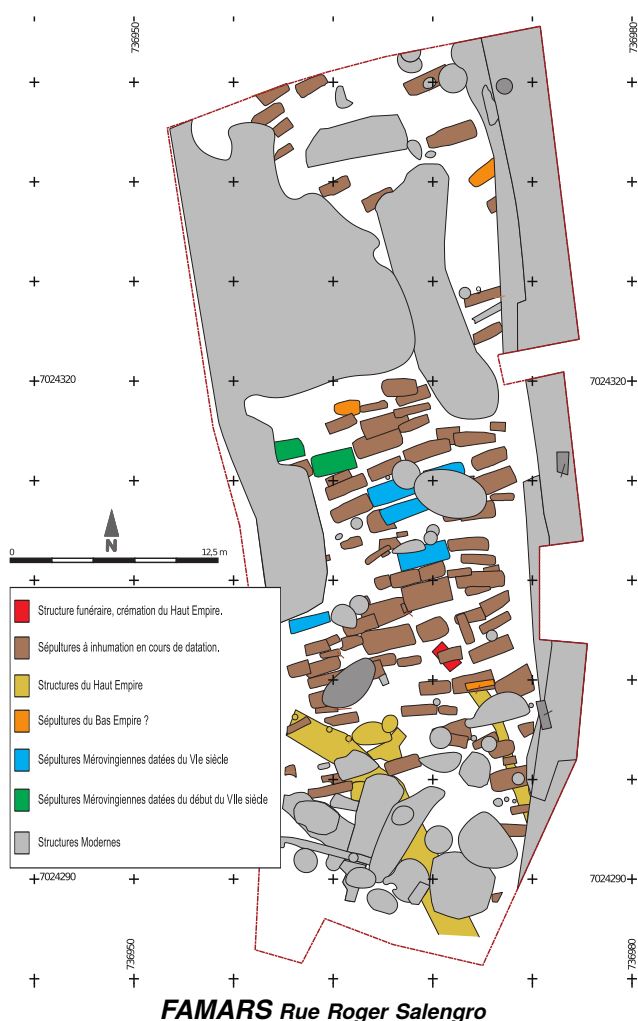 736950
736980
7024320
7024320
N
0
12,5 m
Structure funéraire, crémation du Haut Empire.
Sépultures à inhumation en cours de datation.
Structures du Haut Empire
Sépultures du Bas Empire ?
Sépultures Mérovingiennes datées du VIe siècle
Sépultures Mérovingiennes datées du début du VIIe siècle
Structures Modernes
7024290
7024290
736950
736980
FAMARS Rue Roger Salengro